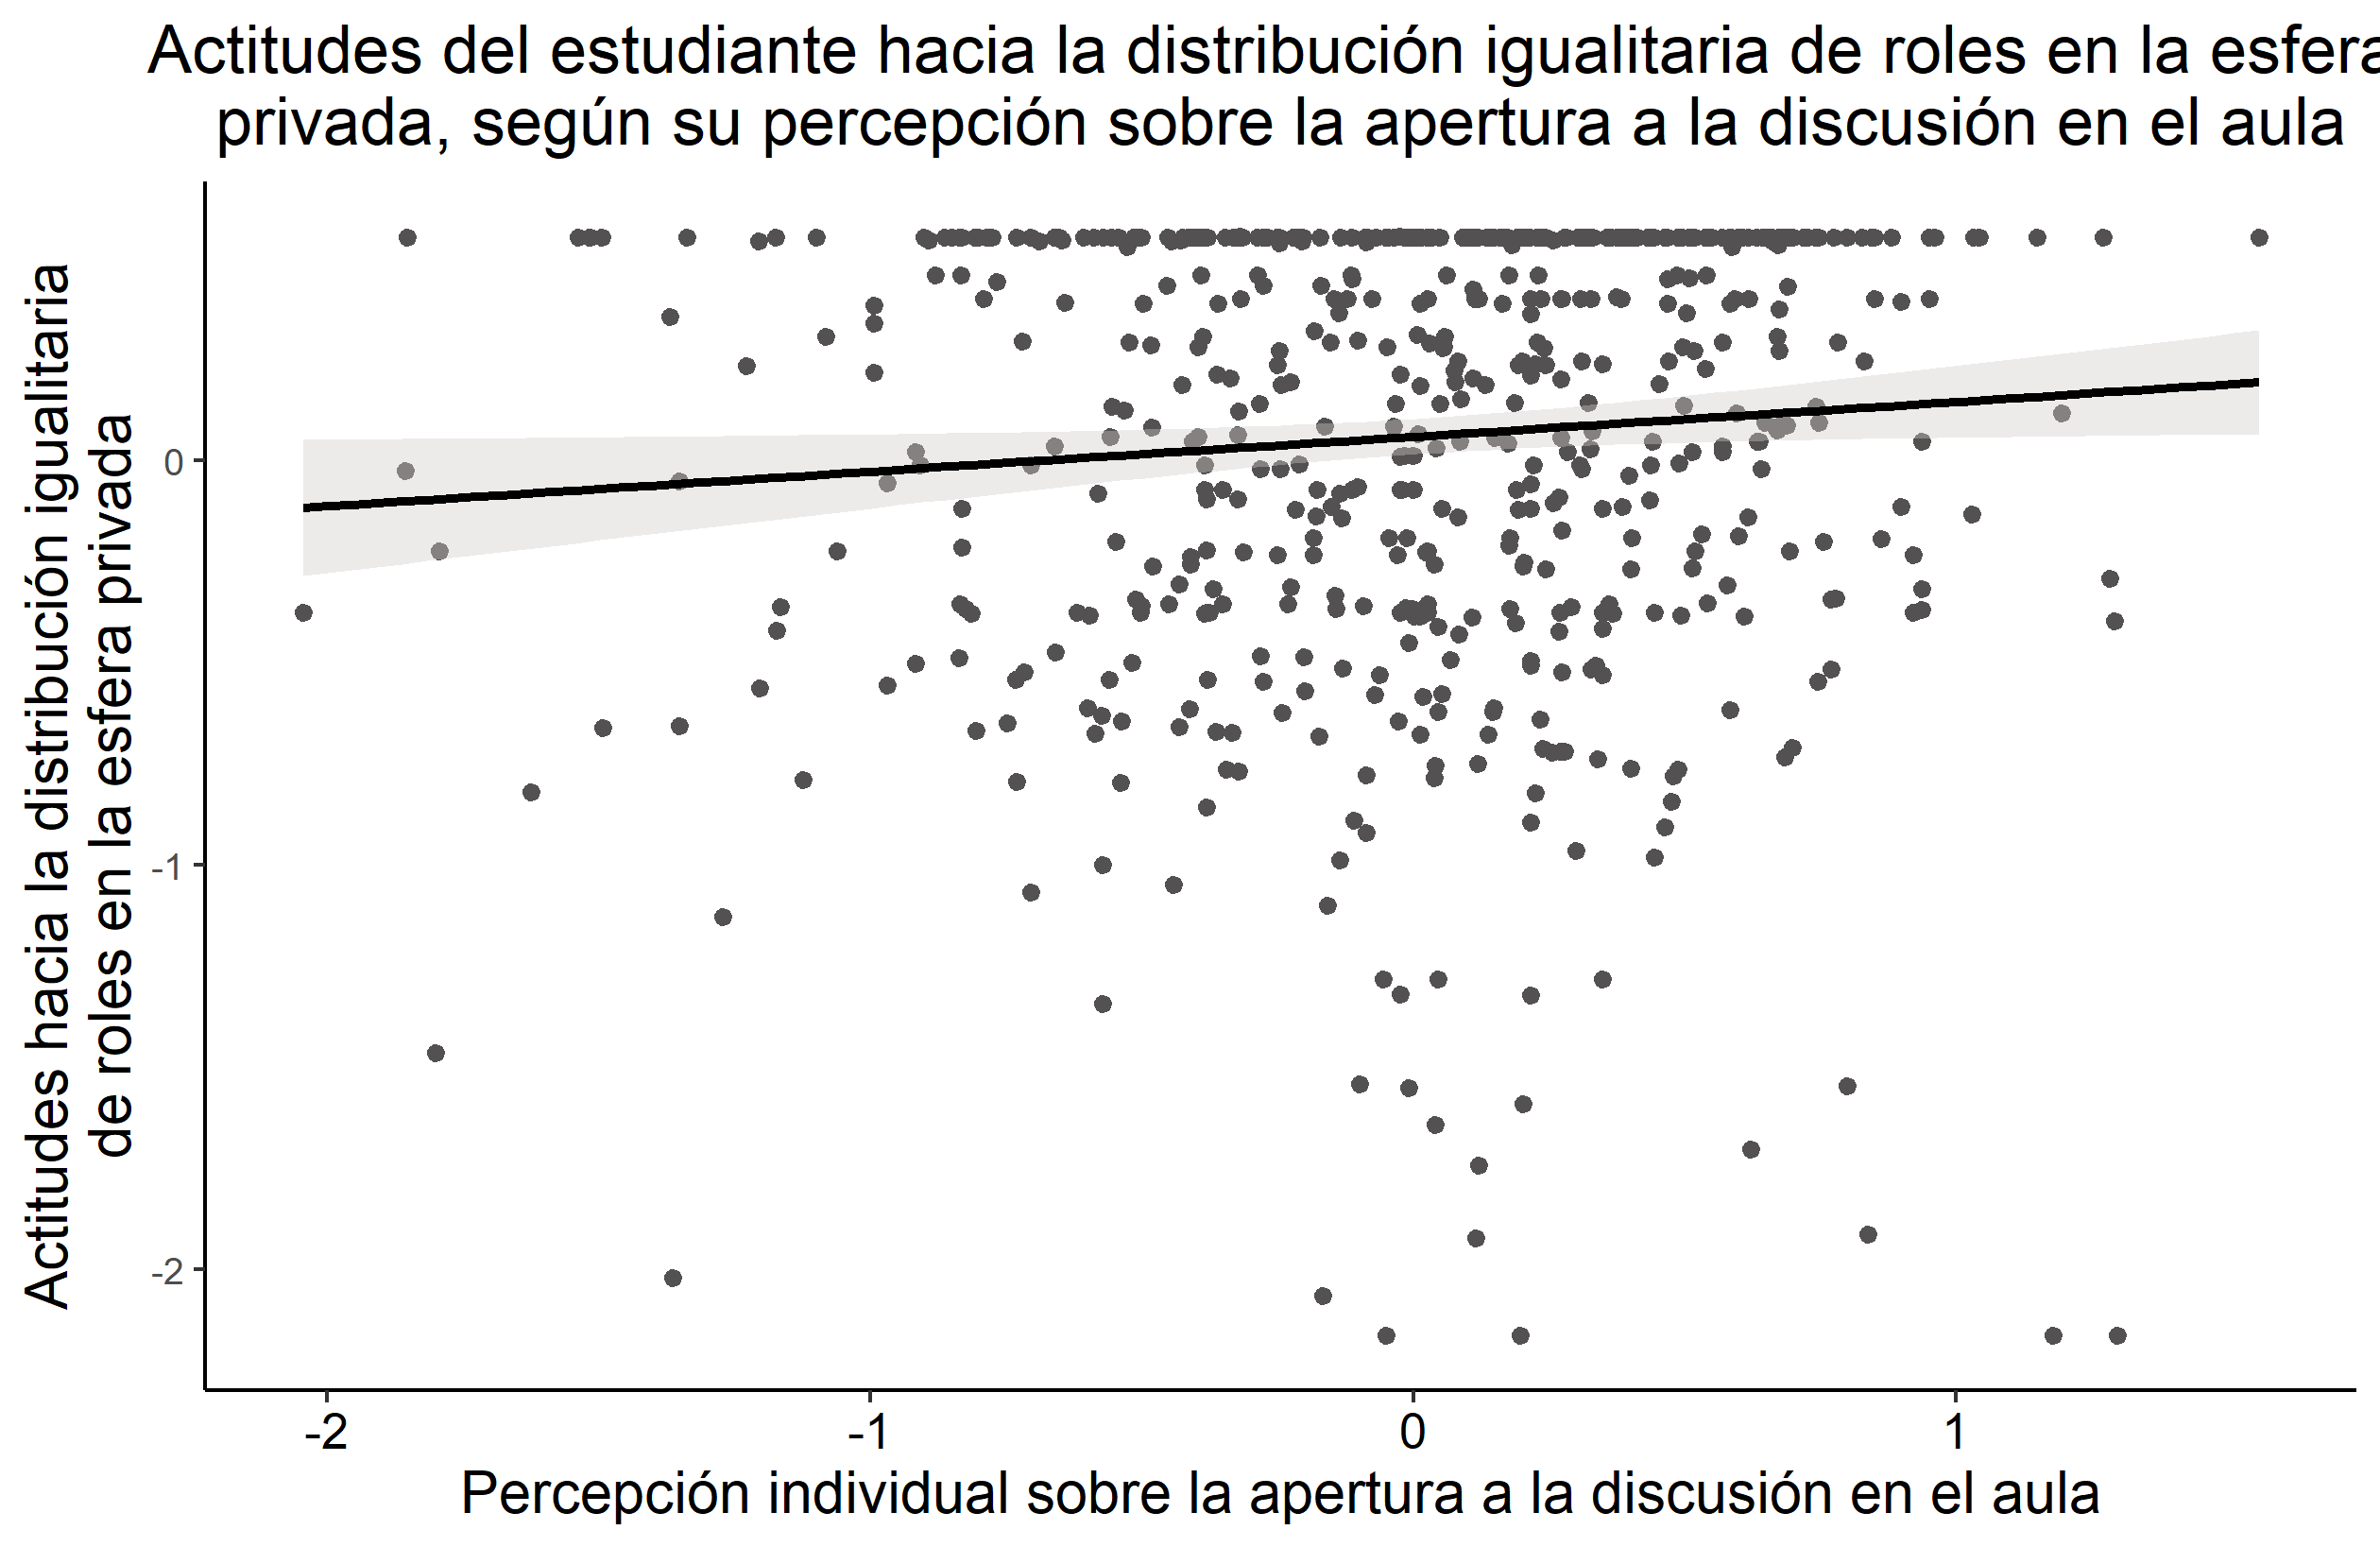 Actitudes del estudiante hacia la distribución igualitaria de roles en la esfera
privada, según su percepción sobre la apertura a la discusión en el aula
Actitudes hacia la distribución igualitaria
de roles en la esfera privada
0
-1
-2
-2
-1
0
1
Percepción individual sobre la apertura a la discusión en el aula